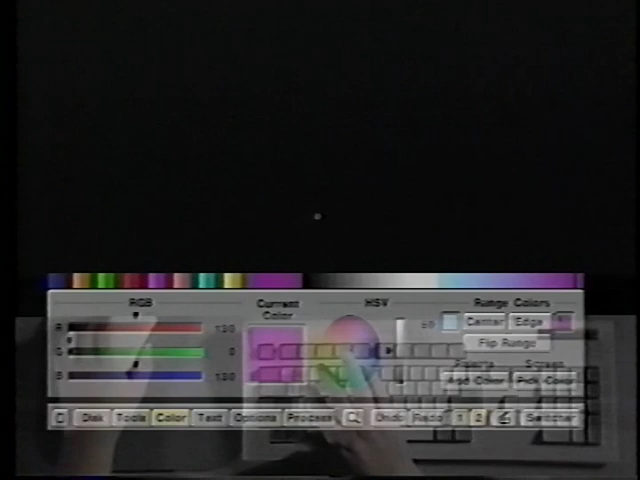 RGB
Current
Color
HSV
Range Colors
R 130
G 0
B 130
Center Edge
Flip Range
Screen
Add Color Pick Color
Disk Tools Color Text Options Process Undo Redo 1 2